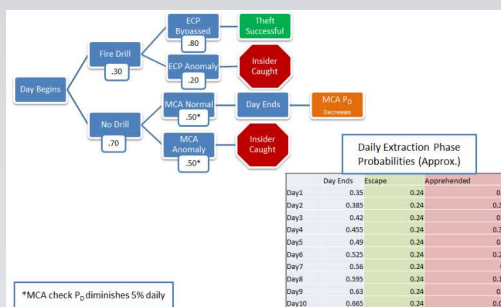 ECP
Bypassed
.80
Theft
Successful
Fire Drill
.30
ECP Anomaly
.20
Insider
Caught
Day Begins
No Drill
.70
MCA Normal
.50*
Day Ends
MCA PD
Decreases
MCA
Anomaly
.50*
Insider
Caught
Daily Extraction Phase
Probabilities (Approx.)
Day Ends Escape Apprehended
Day1 0.35 0.24
Day2 0.385 0.24
Day3 0.42 0.24
Day4 0.455 0.24
Day5 0.49 0.24
Day6 0.525 0.24
Day7 0.56 0.24
Day8 0.595 0.24
Day9 0.63 0.24
Day10 0.665 0.24
*MCA check PD diminishes 5% daily